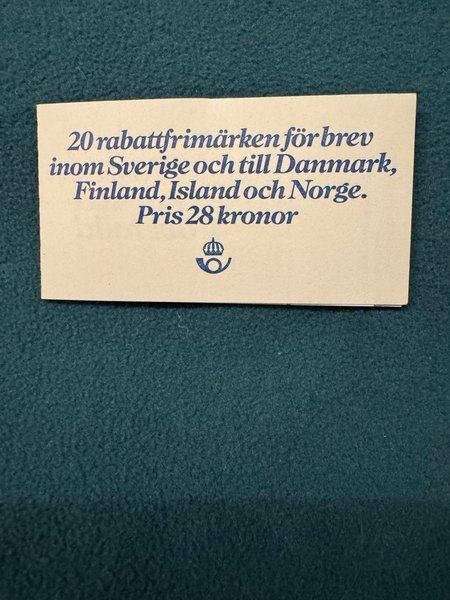 20 rabattfrimärken för brev
inom Sverige och till Danmark,
Finland, Island och Norge.
Pris 28 kronor